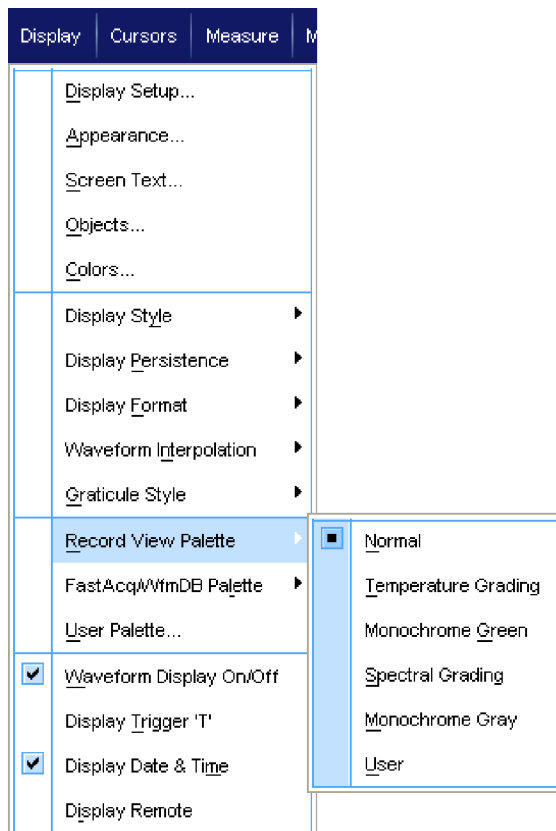 Display Cursors Measure M
Display Setup...
Appearance...
Screen Text...
Objects...
Colors...
Display Style
Display Persistence
Display Format
Waveform Interpolation
Graticule Style
Record View Palette
Normal
Temperature Grading
FastAcq/WfmDB Palette
Monochrome Green
User Palette...
Spectral Grading
Waveform Display On/Off
Monochrome Gray
Display Trigger 'T'
User
Display Date & Time
Display Remote